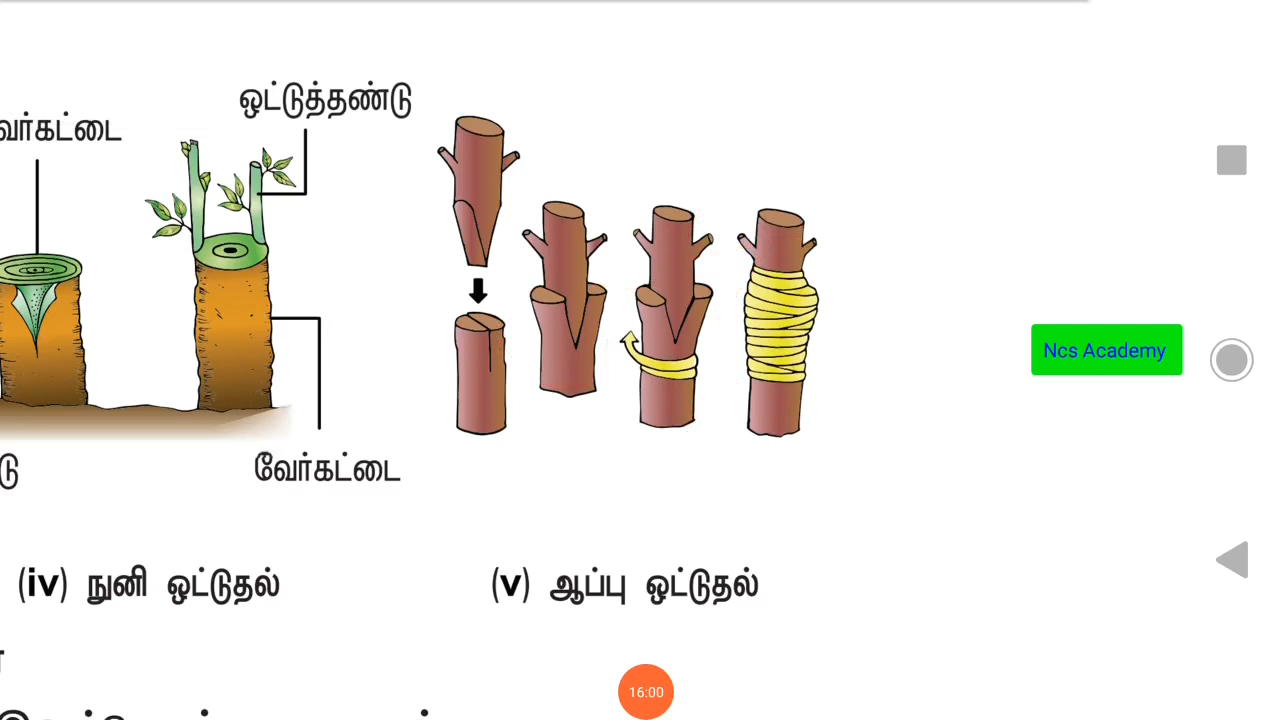 ஒட்டுத்தண்டு
வேர்கட்டை
Ncs Academy
வேர்கட்டை
(iv) நுனி ஒட்டுதல்
(v) ஆப்பு ஒட்டுதல்
16:00